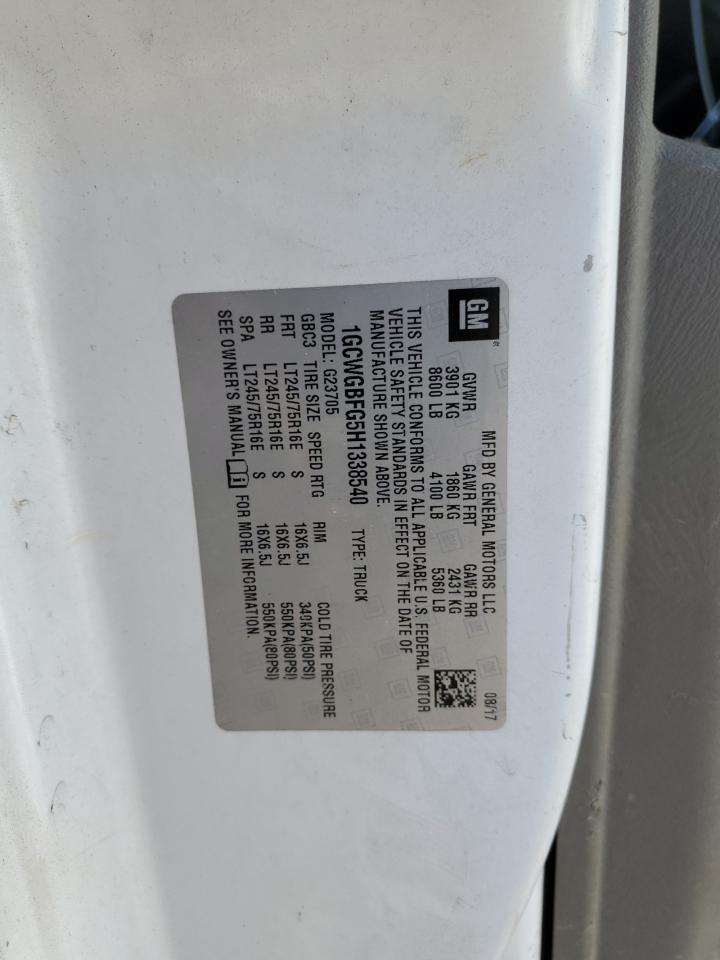 GM
MFD BY GENERAL MOTORS LLC 08/17
GVWR GAWR FRT GAWR RR
3901 KG 1860 KG 2431 KG
8600 LB 4100 LB 5360 LB
THIS VEHICLE CONFORMS TO ALL APPLICABLE U.S. FEDERAL MOTOR
VEHICLE SAFETY STANDARDS IN EFFECT ON THE DATE OF
MANUFACTURE SHOWN ABOVE.
1GCWGBFG5H1338540 TYPE: TRUCK
MODEL: G23705
GBC3 TIRE SIZE SPEED RTG RIM COLD TIRE PRESSURE
FRT LT245/75R16E S 16X6.5J 340KPA(50PSI)
RR LT245/75R16E S 16X6.5J 550KPA(80PSI)
SPA LT245/75R16E S 16X6.5J 550KPA(80PSI)
SEE OWNER'S MANUAL FOR MORE INFORMATION.